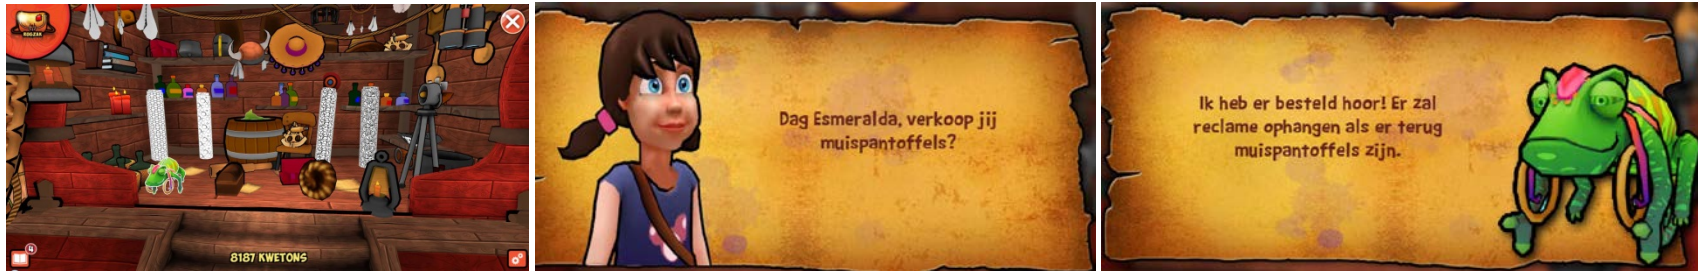 8187 KWETONS
4
Dag Esmeralda, verkoop jij
muispantoffels?
Ik heb er besteld hoor! Er zal
reclame ophangen als er terug
muispantoffels zijn.